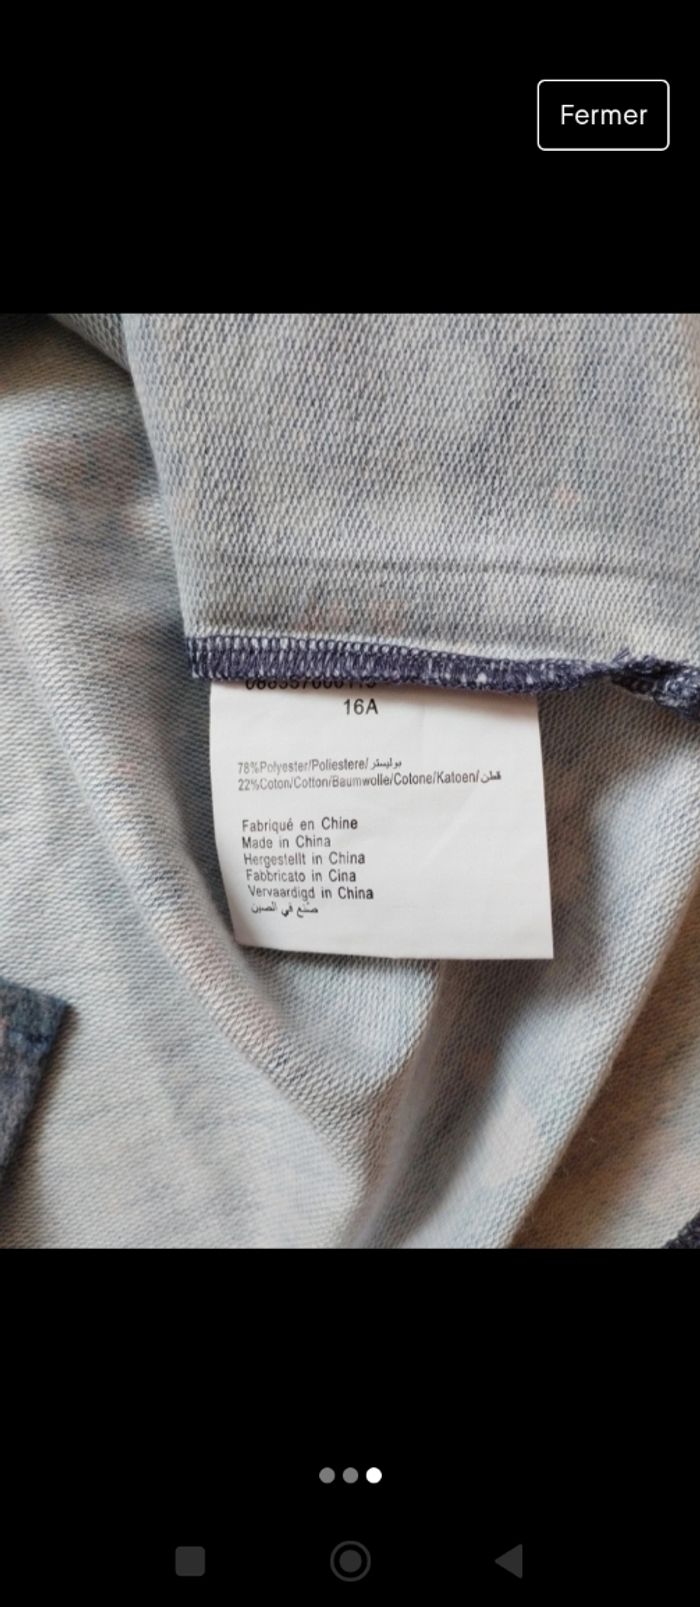 Fermer
16A
78%Polyester/Poliestere/بوليستر
22%Coton/Cotton/Baumwolle/Cotone/Katoen/قطن
Fabriqué en Chine
Made in China
Hergestellt in China
Fabbricato in Cina
Vervaardigd in China
صنع في الصين